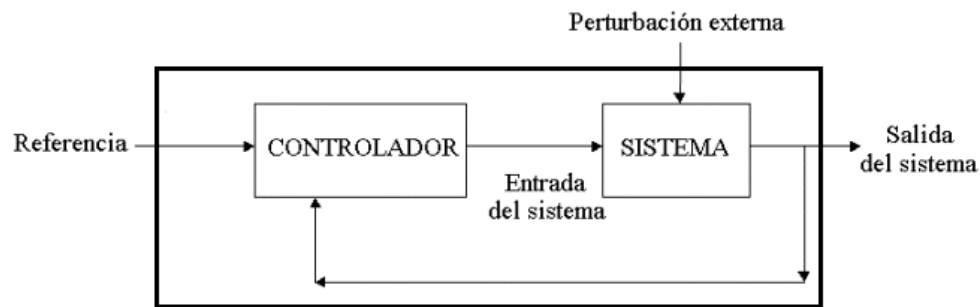 Perturbación externa
Referencia
CONTROLADOR
SISTEMA
Salida
del sistema
Entrada
del sistema